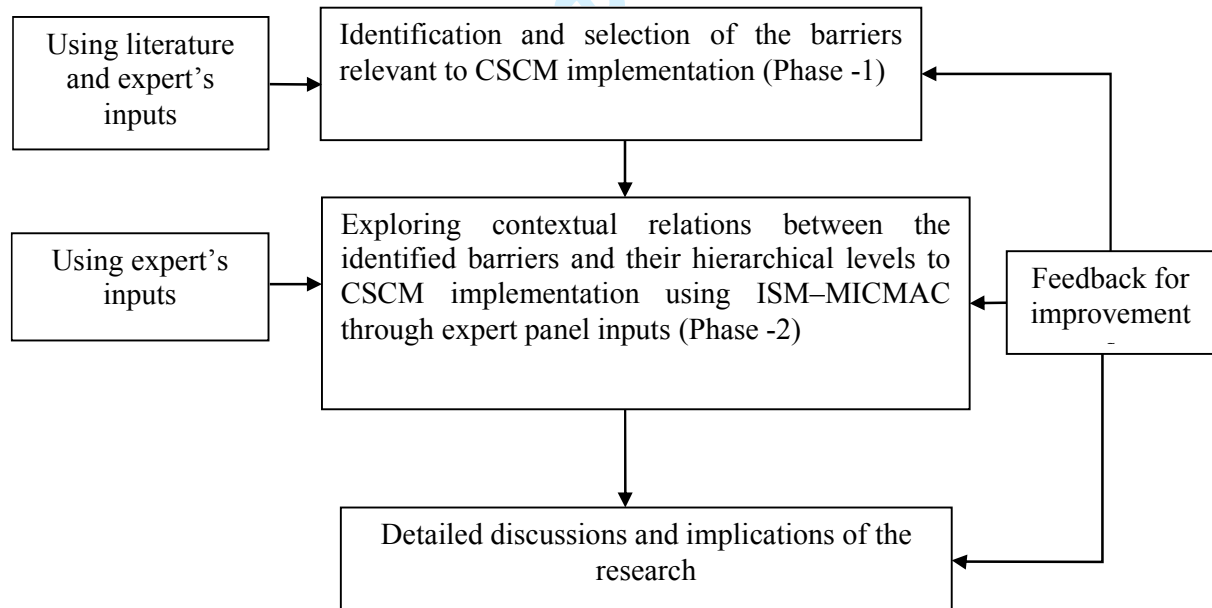 Using literature
and expert’s
inputs
Identification and selection of the barriers
relevant to CSCM implementation (Phase -1)
Using expert’s
inputs
Exploring contextual relations between the
identified barriers and their hierarchical levels to
CSCM implementation using ISM–MICMAC
through expert panel inputs (Phase -2)
Feedback for
improvement
Detailed discussions and implications of the
research